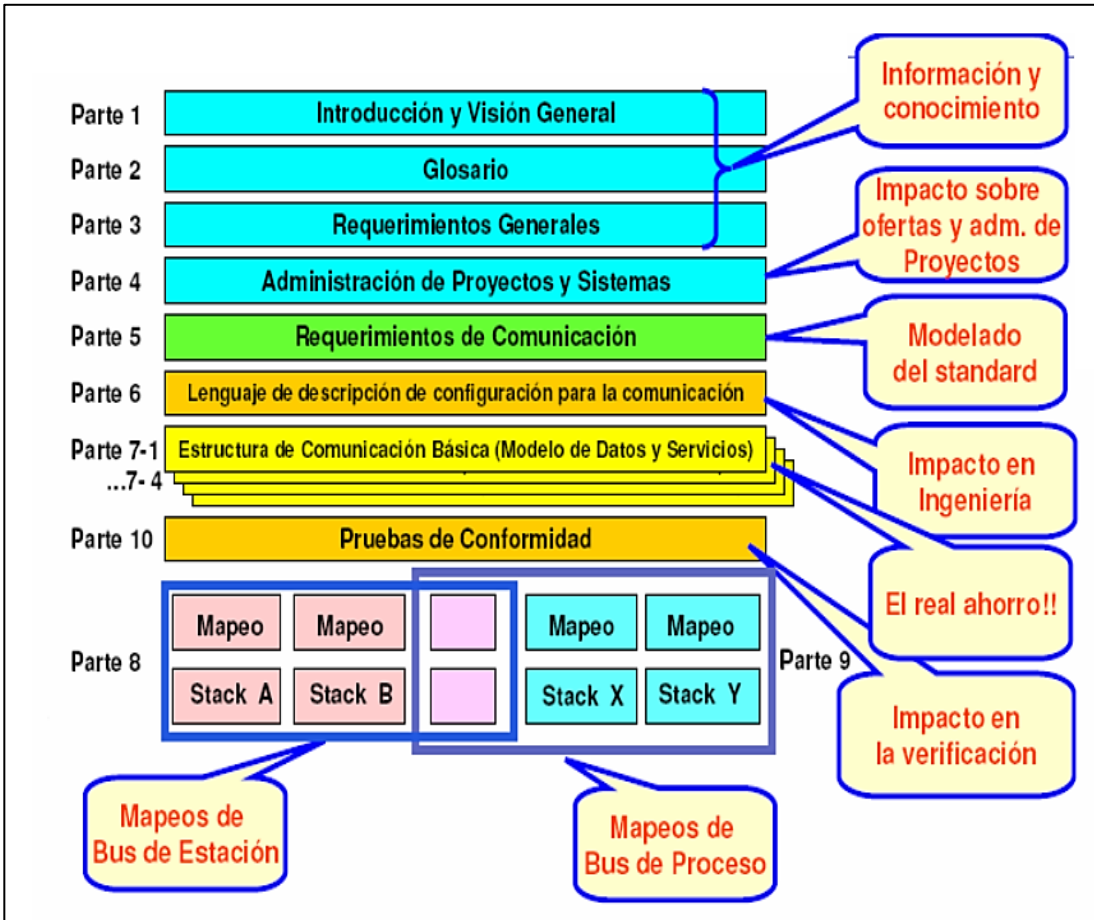 Información y
conocimiento
Parte 1
Introducción y Visión General
Parte 2
Glosario
Impacto sobre
ofertas y adm. de
Proyectos
Parte 3
Requerimientos Generales
Parte 4
Administración de Proyectos y Sistemas
Parte 5
Requerimientos de Comunicación
Modelado
del standard
Parte 6
Lenguaje de descripción de configuración para la comunicación
Parte 7-1
Estructura de Comunicación Básica (Modelo de Datos y Servicios)
...7- 4
Impacto en
Ingeniería
Parte 10
Pruebas de Conformidad
El real ahorro!!
Parte 8
Mapeo
Mapeo
Mapeo
Mapeo
Parte 9
Stack A
Stack B
Stack X
Stack Y
Impacto en
la verificación
Mapeos de
Bus de Estación
Mapeos de
Bus de Proceso